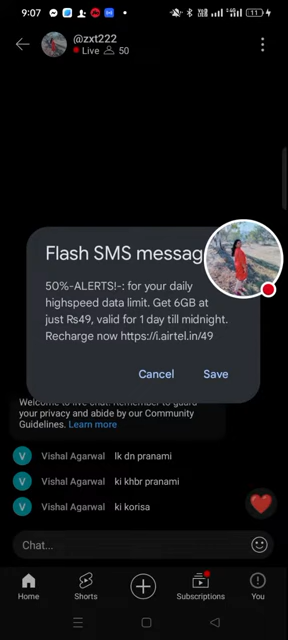 9:07
11
@zxt222
Live 50
Flash SMS messag
50%-ALERTS!-: for your daily
highspeed data limit. Get 6GB at
just Rs49, valid for 1 day till midnight.
Recharge now https://i.airtel.in/49
Cancel Save
Welcome to live chat! Remember to guard
your privacy and abide by our Community
Guidelines. Learn more
V Vishal Agarwal lk dn pranami
V Vishal Agarwal ki khbr pranami
V Vishal Agarwal ki korisa
Chat...
Home Shorts Subscriptions You